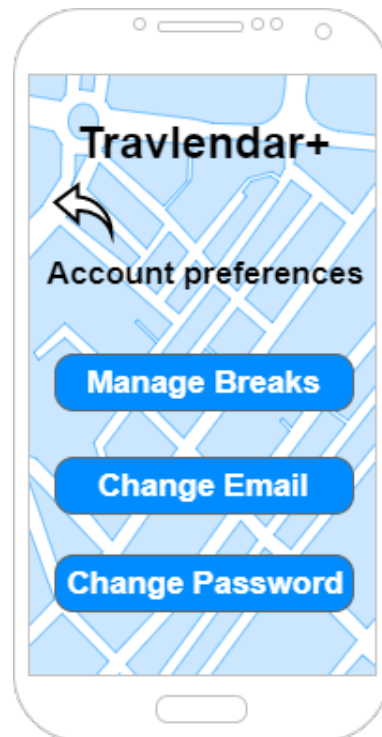 Travlendar+
Account preferences
Manage Breaks
Change Email
Change Password